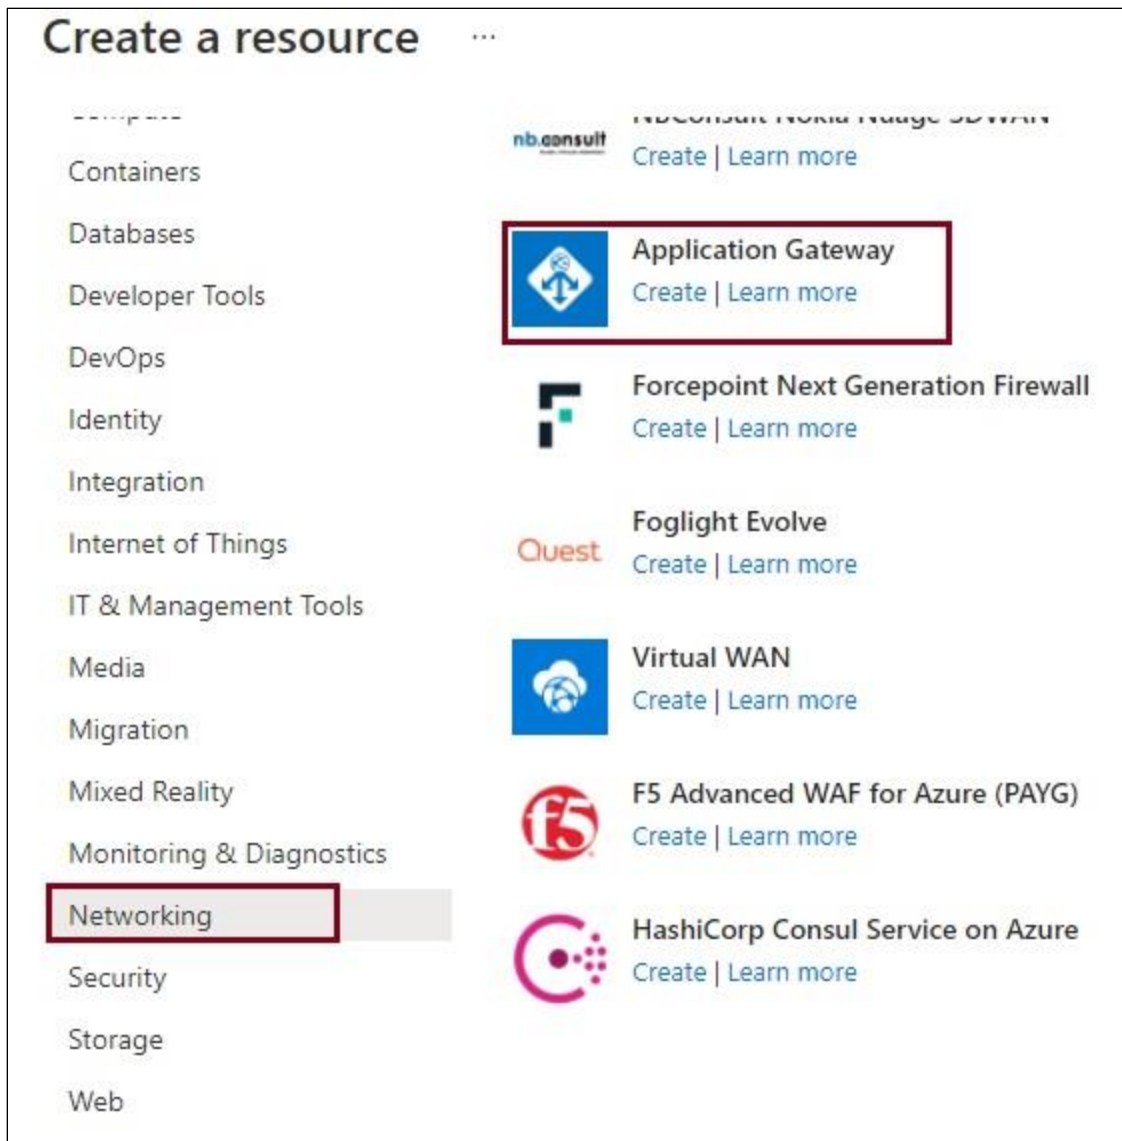 Create a resource ...
Containers
Databases
Developer Tools
DevOps
Identity
Integration
Internet of Things
IT & Management Tools
Media
Migration
Mixed Reality
Monitoring & Diagnostics
Networking
Security
Storage
Web
nb.consult
Create | Learn more
Application Gateway
Create | Learn more
Forcepoint Next Generation Firewall
Create | Learn more
Quest
Foglight Evolve
Create | Learn more
Virtual WAN
Create | Learn more
f5
F5 Advanced WAF for Azure (PAYG)
Create | Learn more
HashiCorp Consul Service on Azure
Create | Learn more